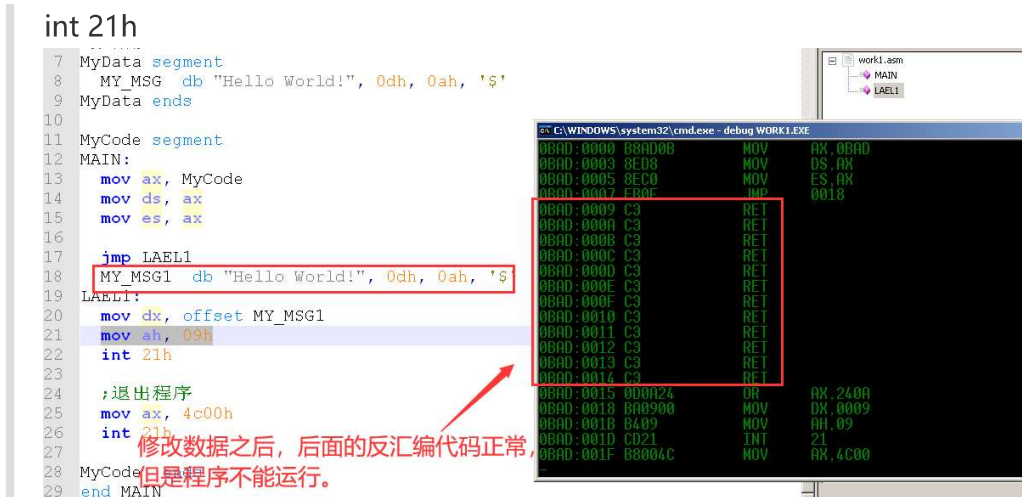 int 21h
7 MyData segment
8 MY_MSG db "Hello World!", 0dh, 0ah, '$'
9 MyData ends
10
11 MyCode segment
12 MAIN:
13 mov ax, MyCode
14 mov ds, ax
15 mov es, ax
16
17 jmp LAEL1
18 MY_MSG1 db "Hello World!", 0dh, 0ah, '$'
19 LAEL1:
20 mov dx, offset MY_MSG1
21 mov ah, 09h
22 int 21h
23
24 ;退出程序
25 mov ax, 4c00h
26 int 21h
27
28 MyCode
29 end MAIN
修改数据之后，后面的反汇编代码正常，
但是程序不能运行。
work1.asm
MAIN
LAEL1
C:\WINDOWS\system32\cmd.exe - debug WORK1.EXE
0BAD:0000 B8AD0B MOV AX,0BAD
0BAD:0003 8ED8 MOV DS,AX
0BAD:0005 8EC0 MOV ES,AX
0BAD:0007 EB0F JMP 0018
0BAD:0009 C3 RET
0BAD:000A C3 RET
0BAD:000B C3 RET
0BAD:000C C3 RET
0BAD:000D C3 RET
0BAD:000E C3 RET
0BAD:000F C3 RET
0BAD:0010 C3 RET
0BAD:0011 C3 RET
0BAD:0012 C3 RET
0BAD:0013 C3 RET
0BAD:0014 C3 RET
0BAD:0015 0D0A24 OR AX,240A
0BAD:0018 BA0900 MOV DX,0009
0BAD:001B B409 MOV AH,09
0BAD:001D CD21 INT 21
0BAD:001F B8004C MOV AX,4C00